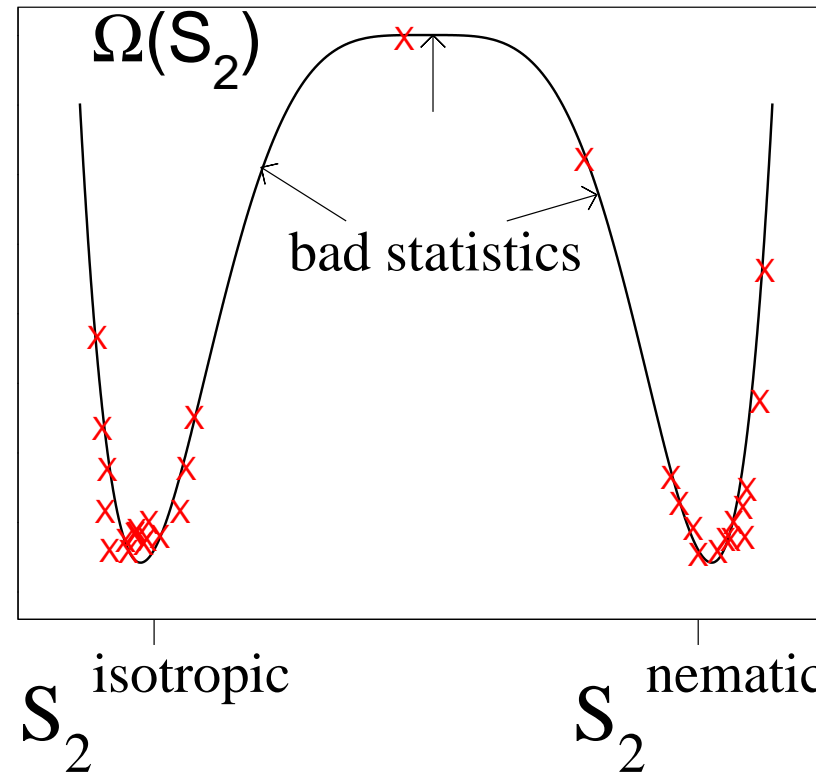 Ω(S₂)
bad statistics
S₂ isotropic S₂ nematic